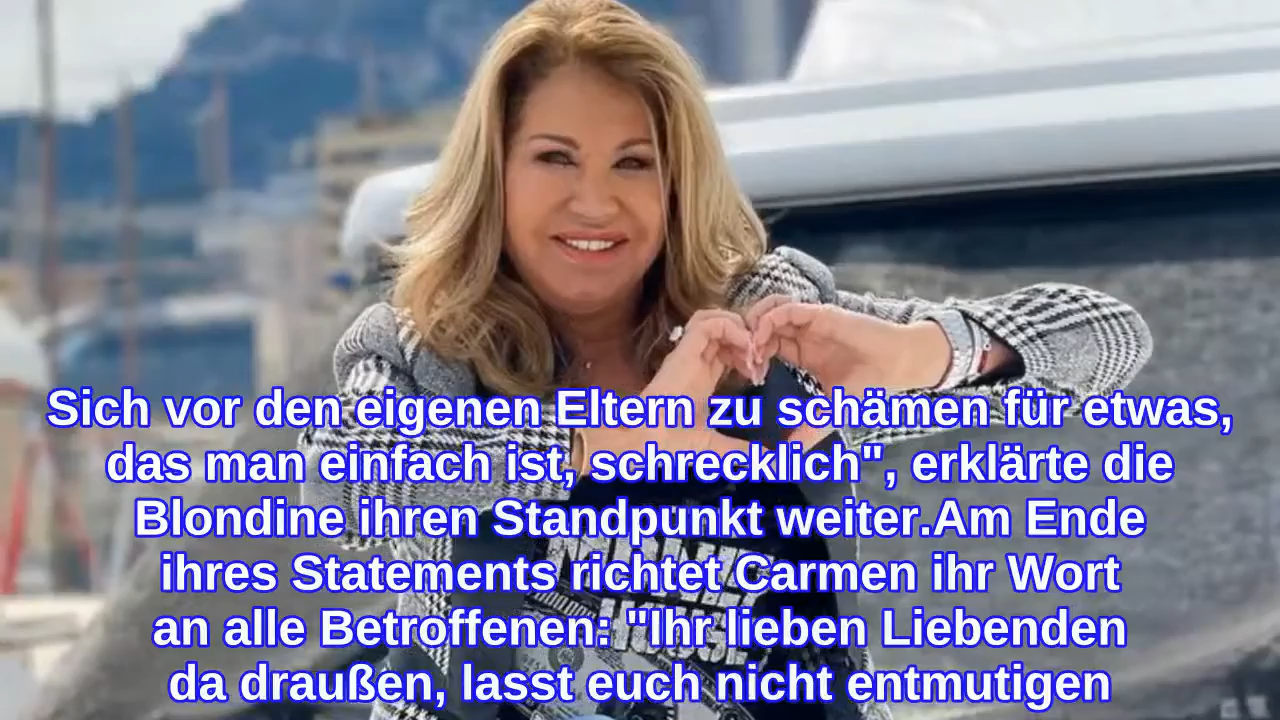 Sich vor den eigenen Eltern zu schämen für etwas,
das man einfach ist, schrecklich", erklärte die
Blondine ihren Standpunkt weiter.Am Ende
ihres Statements richtet Carmen ihr Wort
an alle Betroffenen: "Ihr lieben Liebenden
da draußen, lasst euch nicht entmutigen